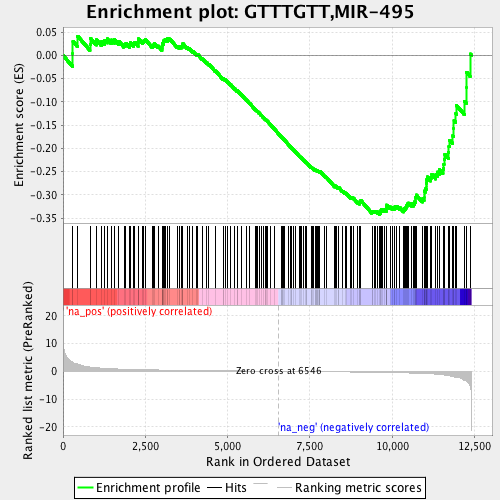 Enrichment plot: GTTTGTT,MIR-495
Enrichment score (ES)
0.05
0.00
-0.05
-0.10
-0.15
-0.20
-0.25
-0.30
-0.35
'na_pos' (positively correlated)
Ranked list metric (PreRanked)
20
10
0
-10
-20
Zero cross at 6546
'na_neg' (negatively correlated)
0
2,500
5,000
7,500
10,000
12,500
Rank in Ordered Dataset
Enrichment profile
Hits
Ranking metric scores